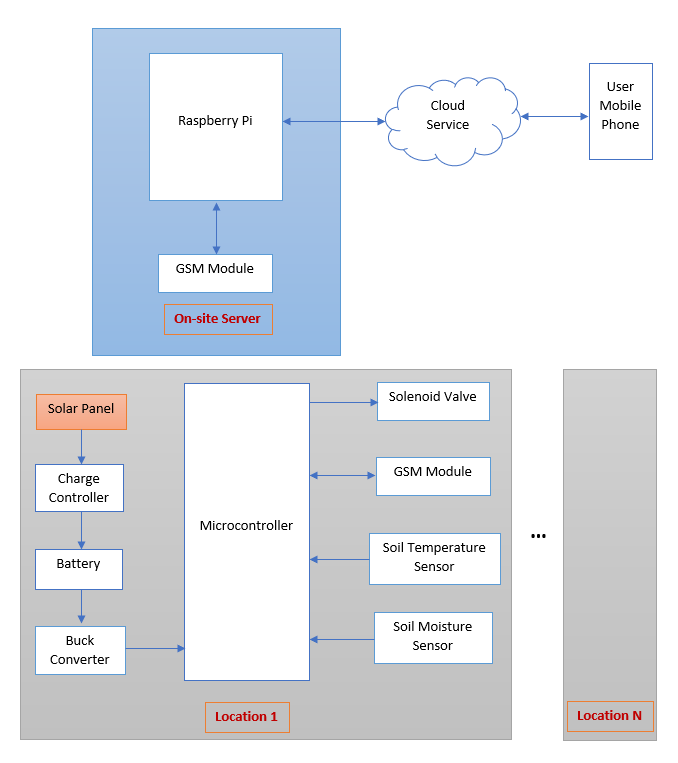 Raspberry Pi
Cloud
Service
User
Mobile
Phone
GSM Module
On-site Server
Solar Panel
Charge
Controller
Battery
Buck
Converter
Microcontroller
Solenoid Valve
GSM Module
Soil Temperature
Sensor
Soil Moisture
Sensor
Location 1
...
Location N